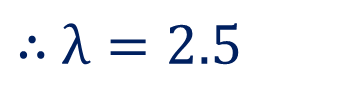 ∴ λ = 2.5